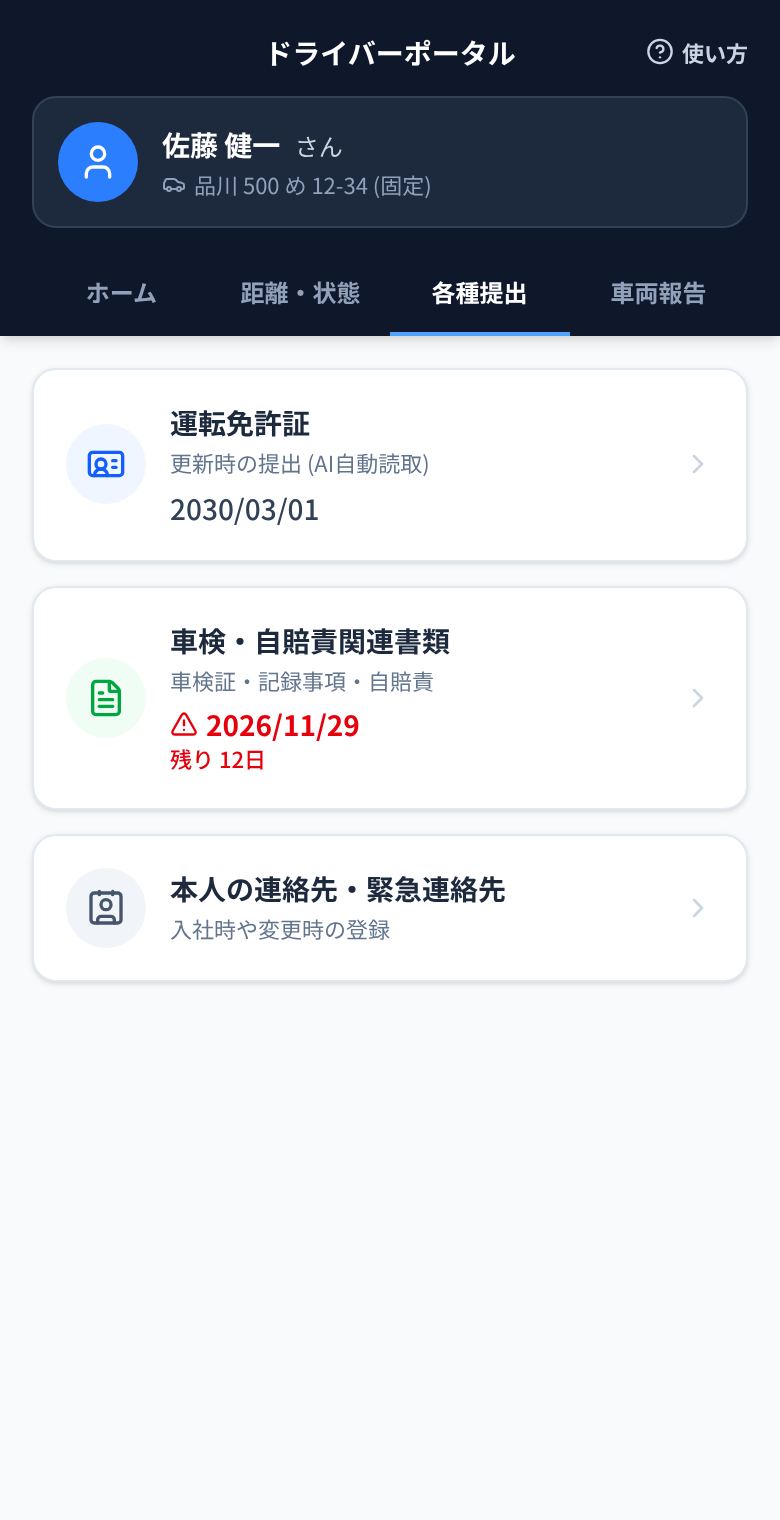 ドライバーポータル
使い方
佐藤 健一 さん
品川 500 め 12-34 (固定)
ホーム
距離・状態
各種提出
車両報告
運転免許証
更新時の提出 (AI自動読取)
2030/03/01
車検・自賠責関連書類
車検証・記録事項・自賠責
2026/11/29
残り 12日
本人の連絡先・緊急連絡先
入社時や変更時の登録